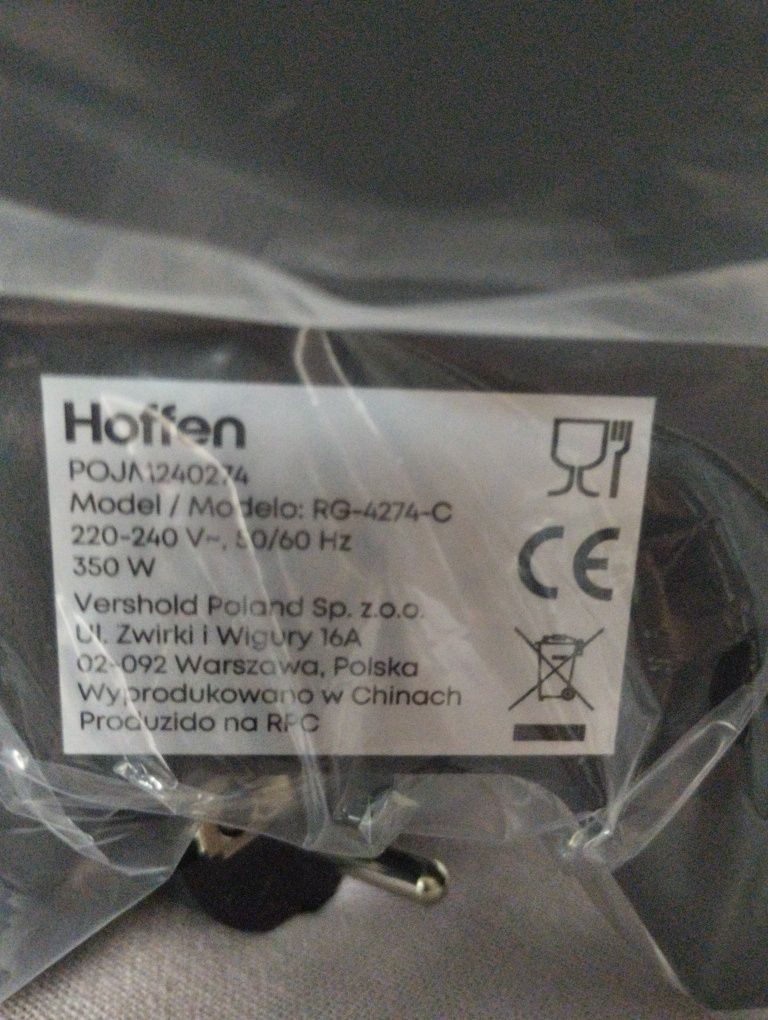 Hoffen
POJM240274
Model / Modelo: RG-4274-C
220-240 V~, 50/60 Hz
350 W
Vershold Poland Sp. z.o.o.
Ul. Zwirki i Wigury 16A
02-092 Warszawa, Polska
Wyprodukowano w Chinach
Produzido na RPC
CE